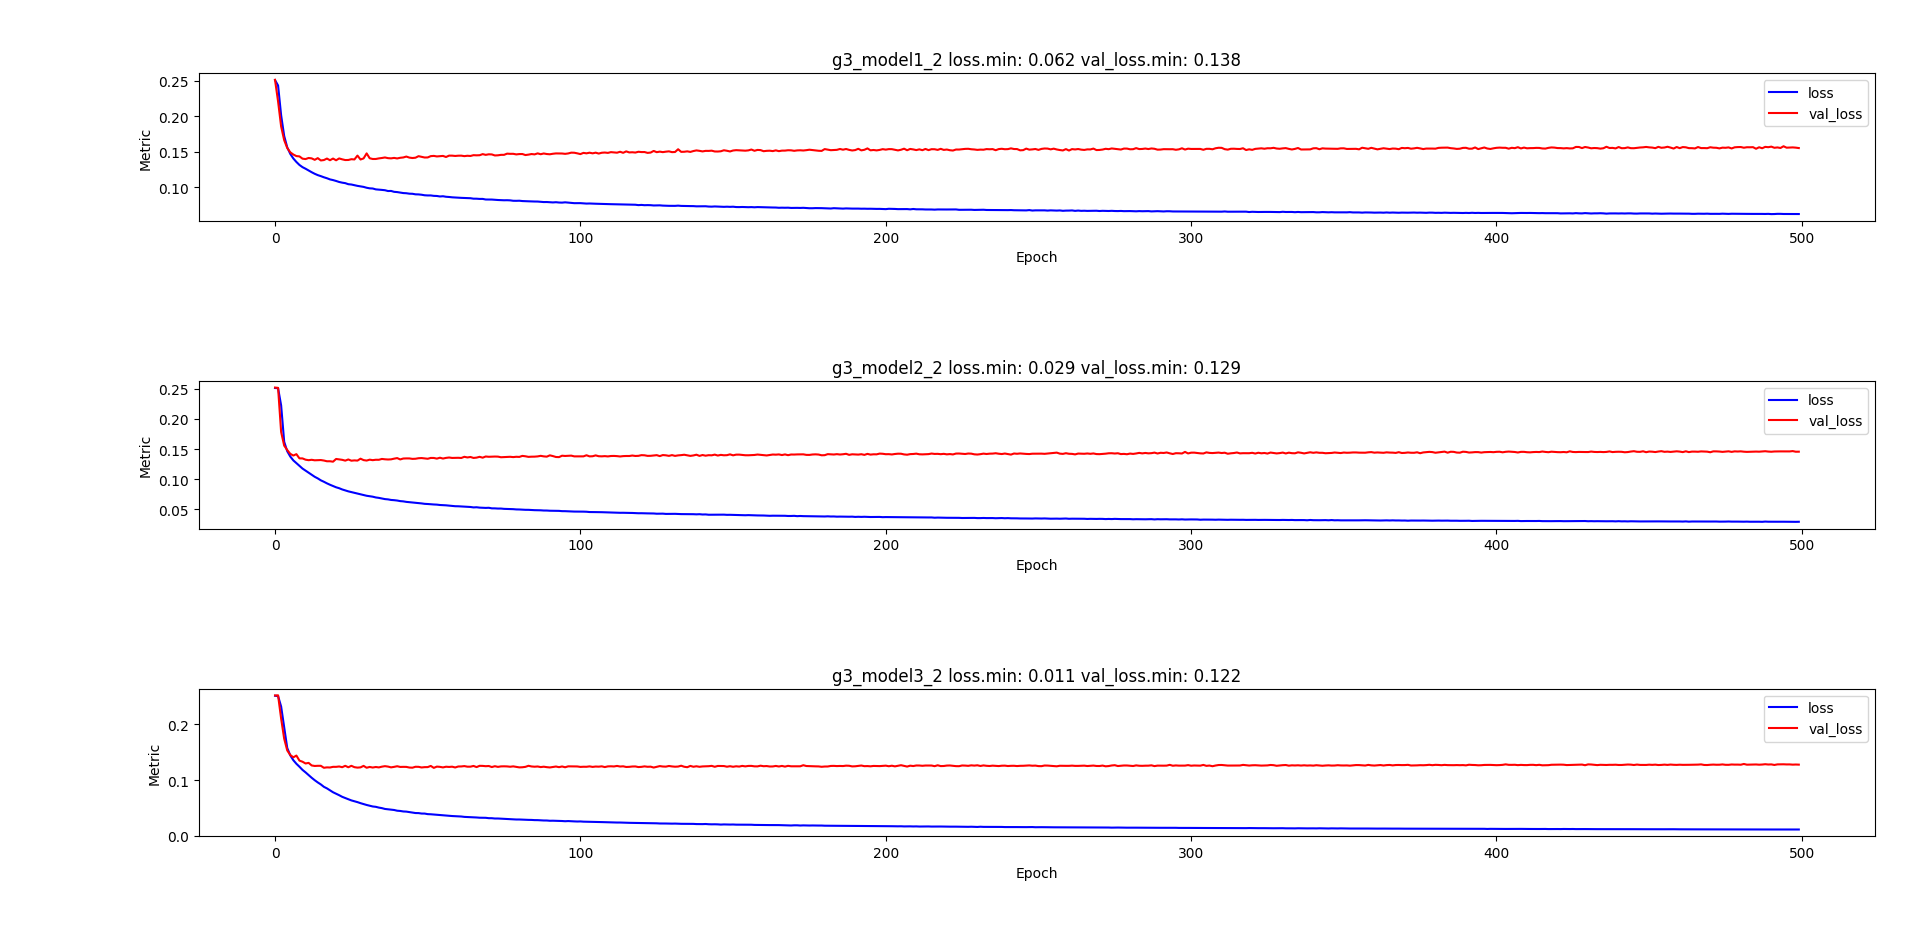 g3_model1_2 loss.min: 0.062 val_loss.min: 0.138
0.25
0.20
0.15
0.10
Metric
loss
val_loss
0 100 200 300 400 500
Epoch
g3_model2_2 loss.min: 0.029 val_loss.min: 0.129
0.25
0.20
0.15
0.10
0.05
Metric
loss
val_loss
0 100 200 300 400 500
Epoch
g3_model3_2 loss.min: 0.011 val_loss.min: 0.122
0.2
0.1
0.0
Metric
loss
val_loss
0 100 200 300 400 500
Epoch